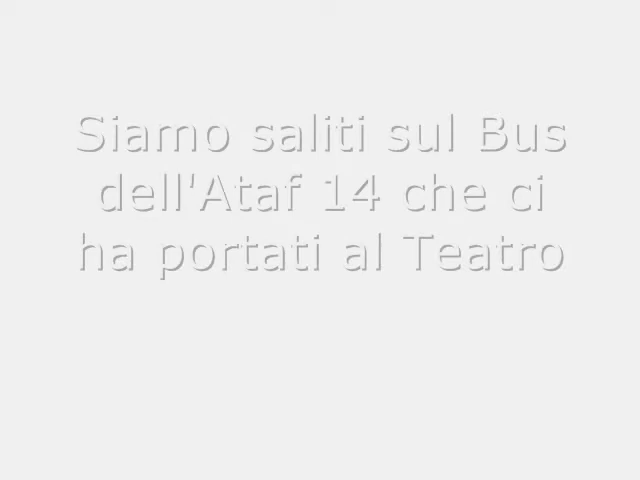 Siamo saliti sul Bus
dell'Ataf 14 che ci
ha portati al Teatro